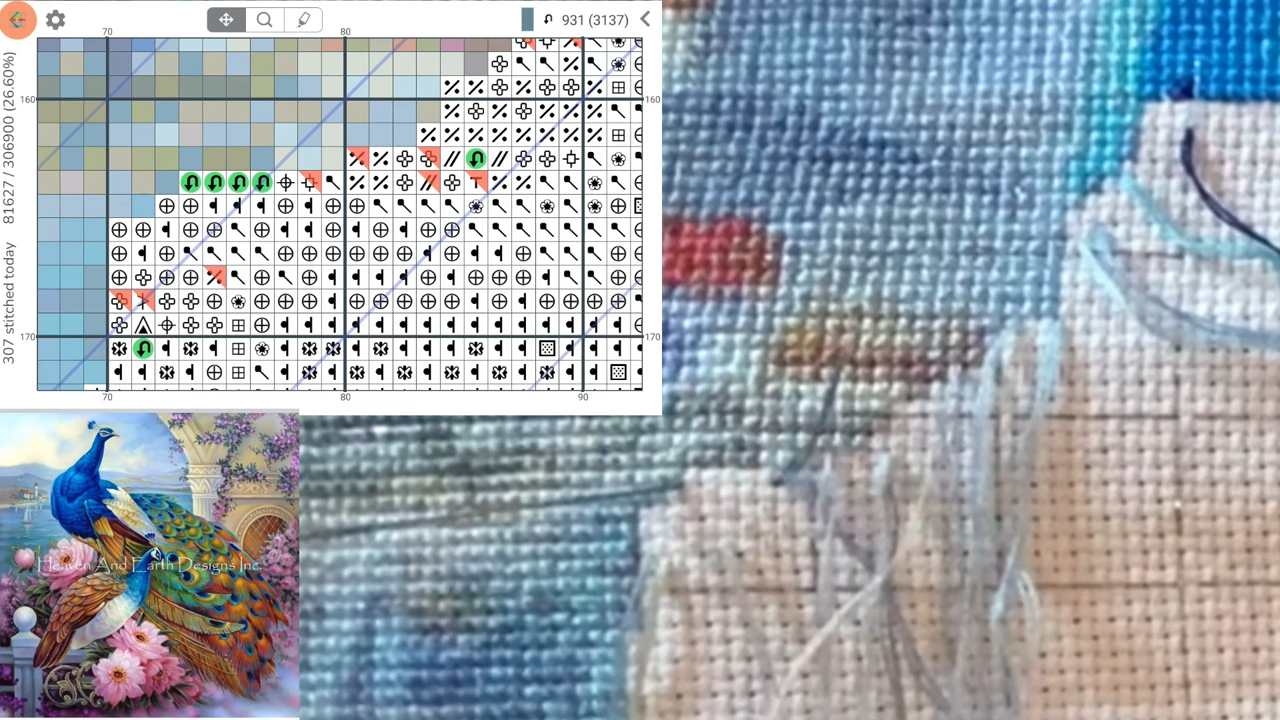 931 (3137)
307 stitched today 81627 / 306900 (26.60%)
70 80
160 160
170 170
70 80 90
Heaven And Earth Designs Inc.